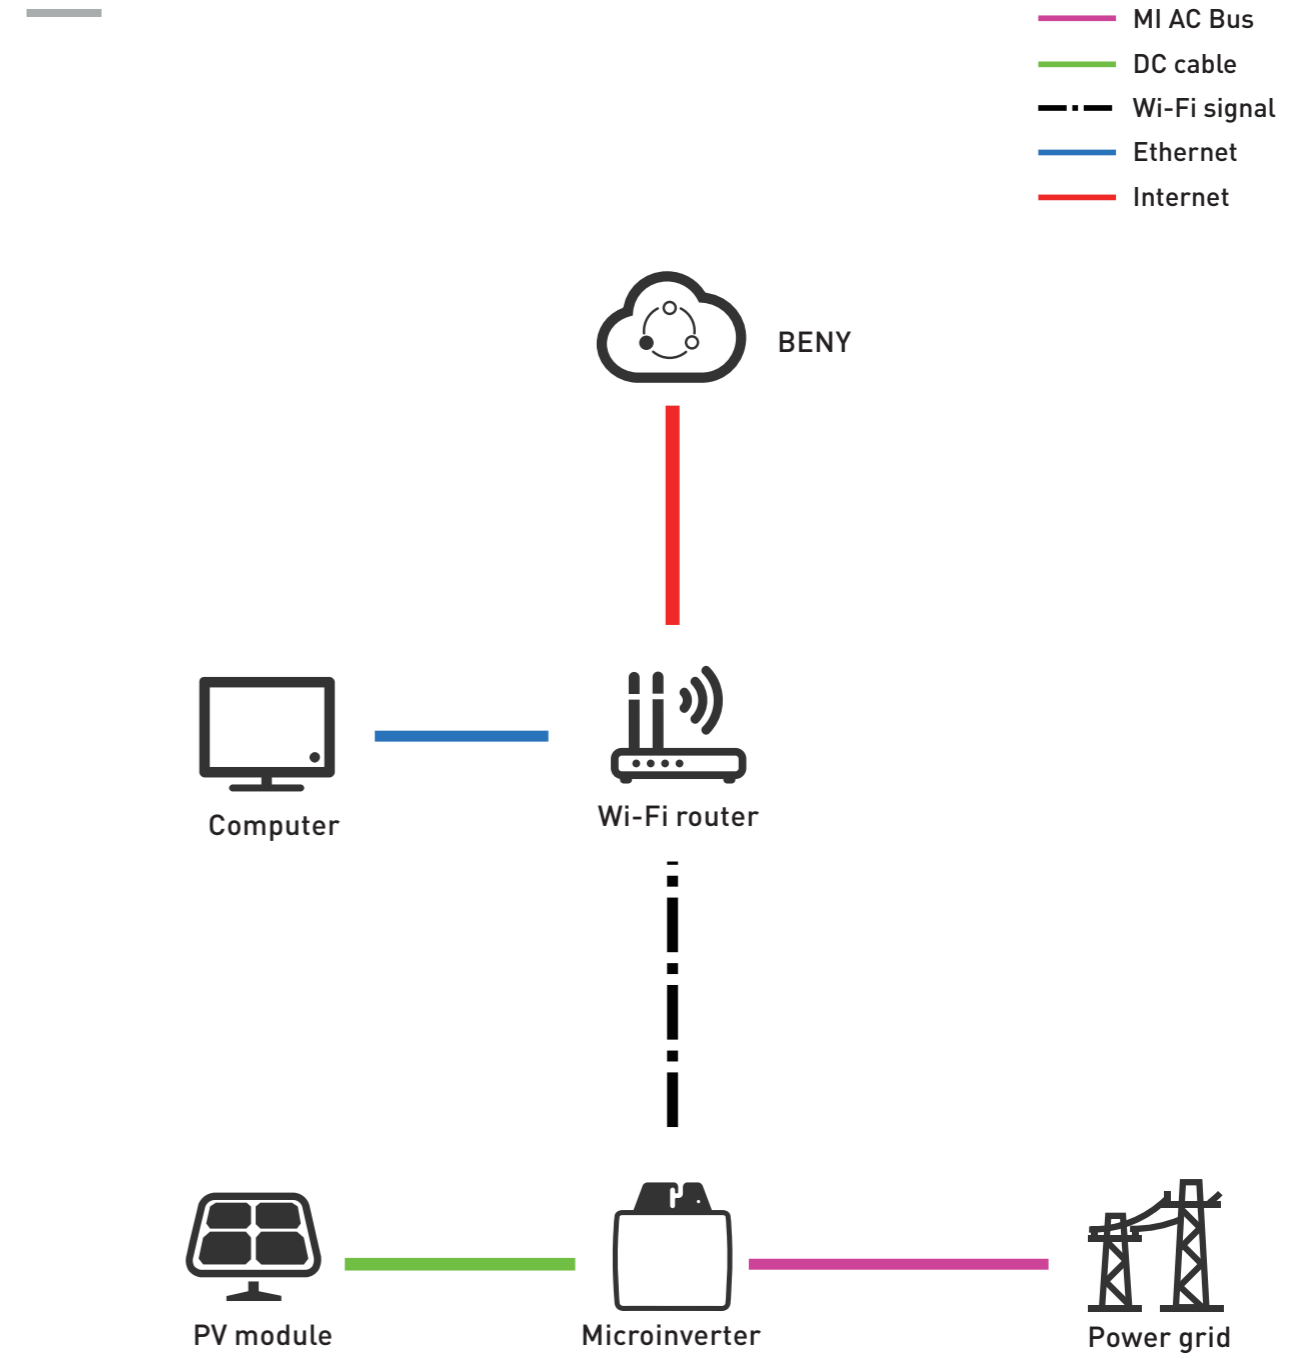 MI AC Bus
DC cable
Wi-Fi signal
Ethernet
Internet
BENY
Computer
Wi-Fi router
PV module
Microinverter
Power grid